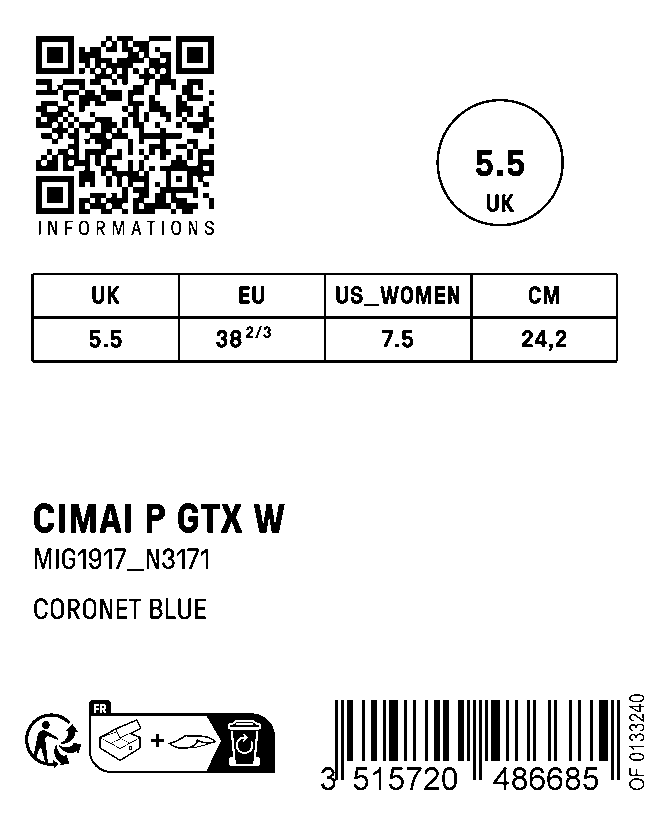 INFORMATIONS
5.5
UK
UK EU US_WOMEN CM
5.5 38 2/3 7.5 24,2
CIMAI P GTX W
MIG1917_N3171
CORONET BLUE
FR
+
3 515720 486685
OF 0133240